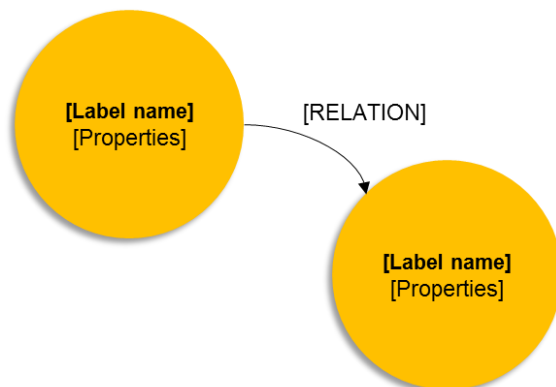 [Label name]
[Properties]
[RELATION]
[Label name]
[Properties]